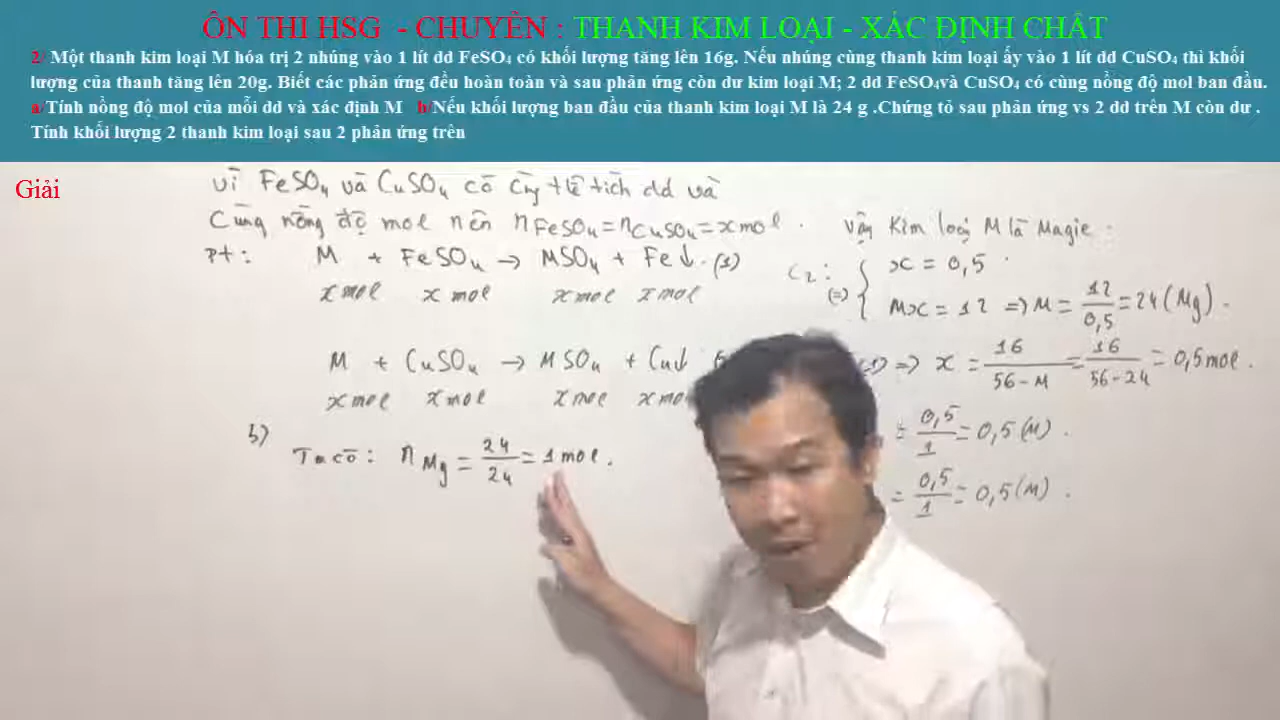 ÔN THI HSG - CHUYÊN : THANH KIM LOẠI - XÁC ĐỊNH CHẤT
2/ Một thanh kim loại M hóa trị 2 nhúng vào 1 lít dd FeSO₄ có khối lượng tăng lên 16g. Nếu nhúng cùng thanh kim loại ấy vào 1 lít dd CuSO₄ thì khối
lượng của thanh tăng lên 20g. Biết các phản ứng đều hoàn toàn và sau phản ứng còn dư kim loại M; 2 dd FeSO₄và CuSO₄ có cùng nồng độ mol ban đầu.
a/Tính nồng độ mol của mỗi dd và xác định M b/Nếu khối lượng ban đầu của thanh kim loại M là 24 g .Chứng tỏ sau phản ứng vs 2 dd trên M còn dư .
Tính khối lượng 2 thanh kim loại sau 2 phản ứng trên
Giải
vì FeSO₄ và CuSO₄ có cùng thể tích dd và
Cùng nồng độ mol nên nFeSO₄ = nCuSO₄ = x mol .
pt : M + FeSO₄ → MSO₄ + Fe↓ . (1)
x mol x mol x mol x mol
M + CuSO₄ → MSO₄ + Cu↓
x mol x mol x mol x mo
b)
Ta có : nMg = 24/24 = 1 mol .
Vậy Kim loại M là Magie :
C₂ : (=) { x = 0,5 .
Mx = 12 => M = 12/0,5 = 24 (Mg) .
(1) => x = 16/56-M = 16/56-24 = 0,5 mol .
= 0,5/1 = 0,5 (M) .
= 0,5/1 = 0,5 (M) .